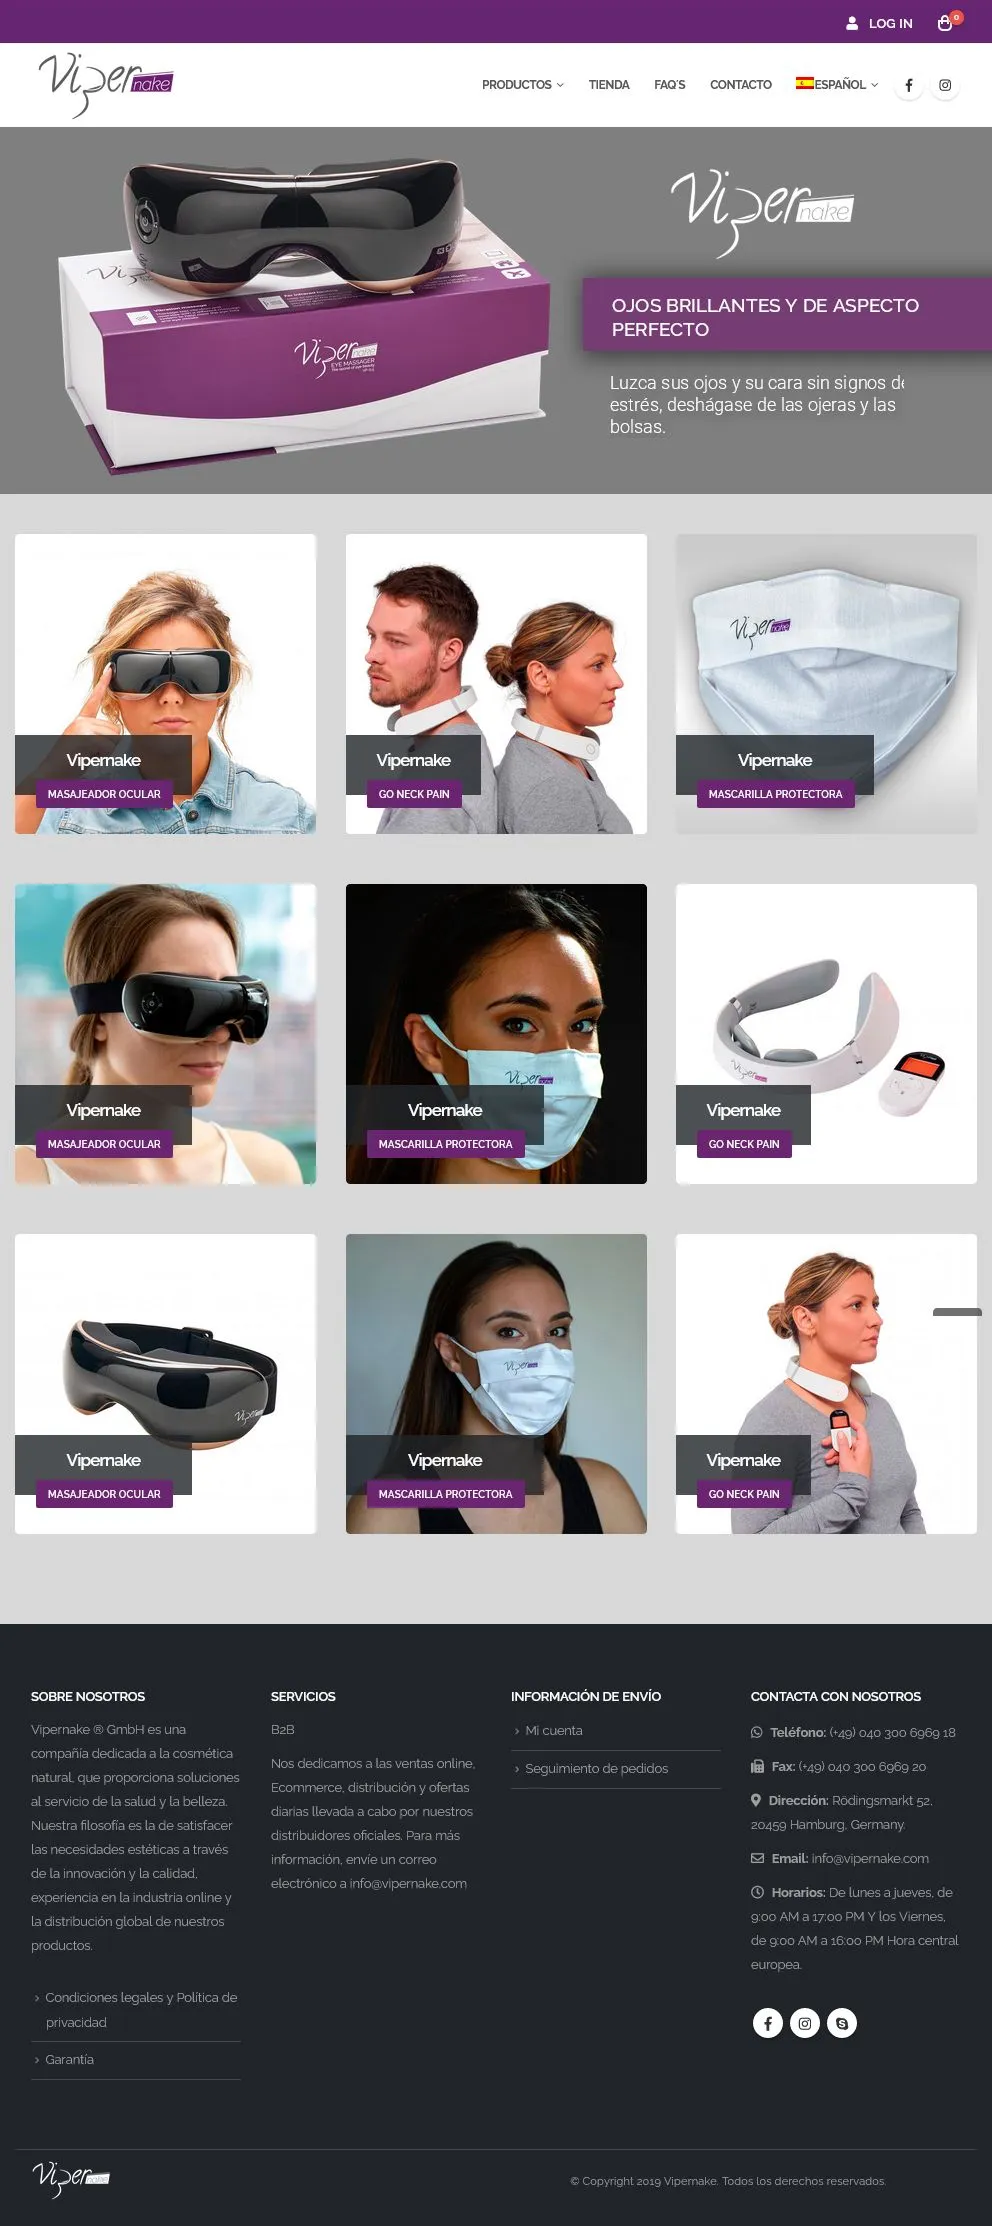 LOG IN
0
Viper nake
PRODUCTOS
TIENDA
FAQ'S
CONTACTO
ESPAÑOL
Viper nake
EYE MASSAGER
Viper nake
OJOS BRILLANTES Y DE ASPECTO
PERFECTO
Luzca sus ojos y su cara sin signos de
estrés, deshágase de las ojeras y las
bolsas.
Vipernake
MASAJEADOR OCULAR
Vipernake
GO NECK PAIN
Viper nake
Vipernake
MASCARILLA PROTECTORA
Vipernake
MASAJEADOR OCULAR
Viper nake
Vipernake
MASCARILLA PROTECTORA
Viper nake
Vipernake
GO NECK PAIN
Viper nake
Vipernake
MASAJEADOR OCULAR
Viper nake
Vipernake
MASCARILLA PROTECTORA
Vipernake
GO NECK PAIN
SOBRE NOSOTROS
Vipernake ® GmbH es una
compañía dedicada a la cosmética
natural, que proporciona soluciones
al servicio de la salud y la belleza.
Nuestra filosofía es la de satisfacer
las necesidades estéticas a través
de la innovación y la calidad,
experiencia en la industria online y
la distribución global de nuestros
productos.
Condiciones legales y Política de
privacidad
Garantía
SERVICIOS
B2B
Nos dedicamos a las ventas online,
Ecommerce, distribución y ofertas
diarias llevada a cabo por nuestros
distribuidores oficiales. Para más
información, envíe un correo
electrónico a info@vipernake.com
INFORMACIÓN DE ENVÍO
Mi cuenta
Seguimiento de pedidos
CONTACTA CON NOSOTROS
Teléfono: (+49) 040 300 6969 18
Fax: (+49) 040 300 6969 20
Dirección: Rödingsmarkt 52,
20459 Hamburg, Germany.
Email: info@vipernake.com
Horarios: De lunes a jueves, de
9:00 AM a 17:00 PM Y los Viernes,
de 9:00 AM a 16:00 PM Hora central
europea.
Viper nake
© Copyright 2019 Vipernake. Todos los derechos reservados.